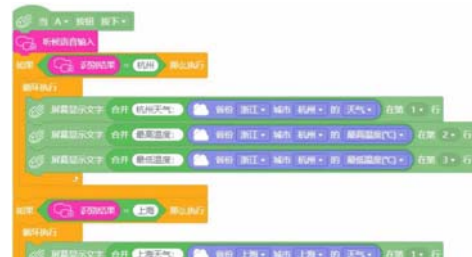 当 A 按钮 按下
听候语音输入
如果 识别结果 = 杭州 那么执行
循环执行
屏幕显示文字 合并 杭州天气: 省份 浙江 城市 杭州 的 天气 在第 1 行
屏幕显示文字 合并 最高温度: 省份 浙江 城市 杭州 的 最高温度(℃) 在第 2 行
屏幕显示文字 合并 最低温度: 省份 浙江 城市 杭州 的 最低温度(℃) 在第 3 行
如果 识别结果 = 上海 那么执行
循环执行
屏幕显示文字 合并 上海天气: 省份 上海 城市 上海 的 天气 在第 1 行